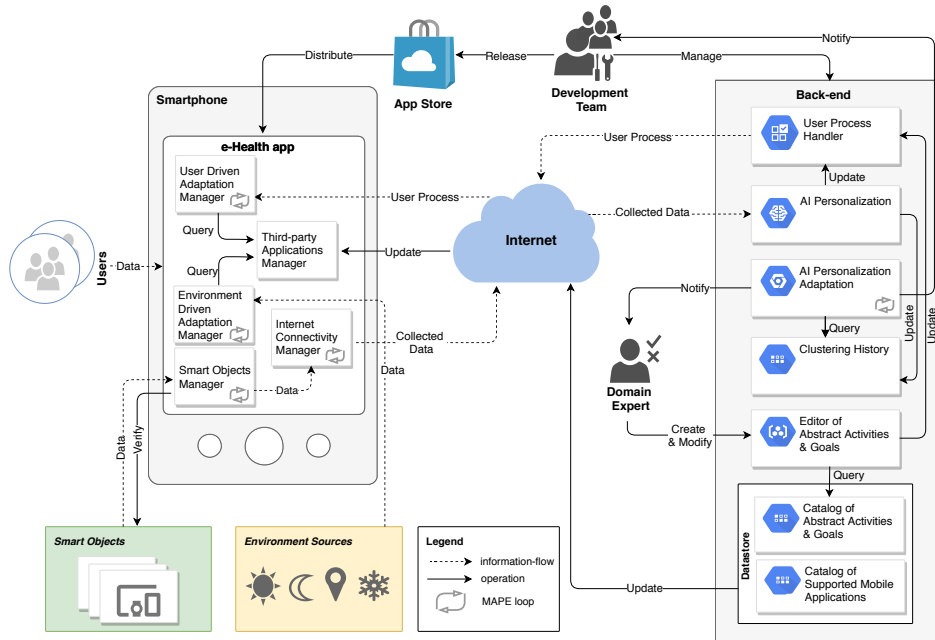 Distribute
Release
Manage
Notify
App Store
Development
Team
Smartphone
e-Health app
User Driven
Adaptation
Manager
Query
Third-party
Applications
Manager
Query
Environment
Driven
Adaptation
Manager
Internet
Connectivity
Manager
Smart Objects
Manager
Data
Users
Data
User Process
User Process
Internet
Collected Data
Update
Collected
Data
Data
Data
Verify
Back-end
User Process
Handler
Update
AI Personalization
AI Personalization
Adaptation
Query
Update
Update
Clustering History
Notify
Domain
Expert
Create
& Modify
Editor of
Abstract Activities
& Goals
Query
Datastore
Catalog of
Abstract Activities
& Goals
Catalog of
Supported Mobile
Applications
Update
Smart Objects
Environment Sources
Legend
information-flow
operation
MAPE loop